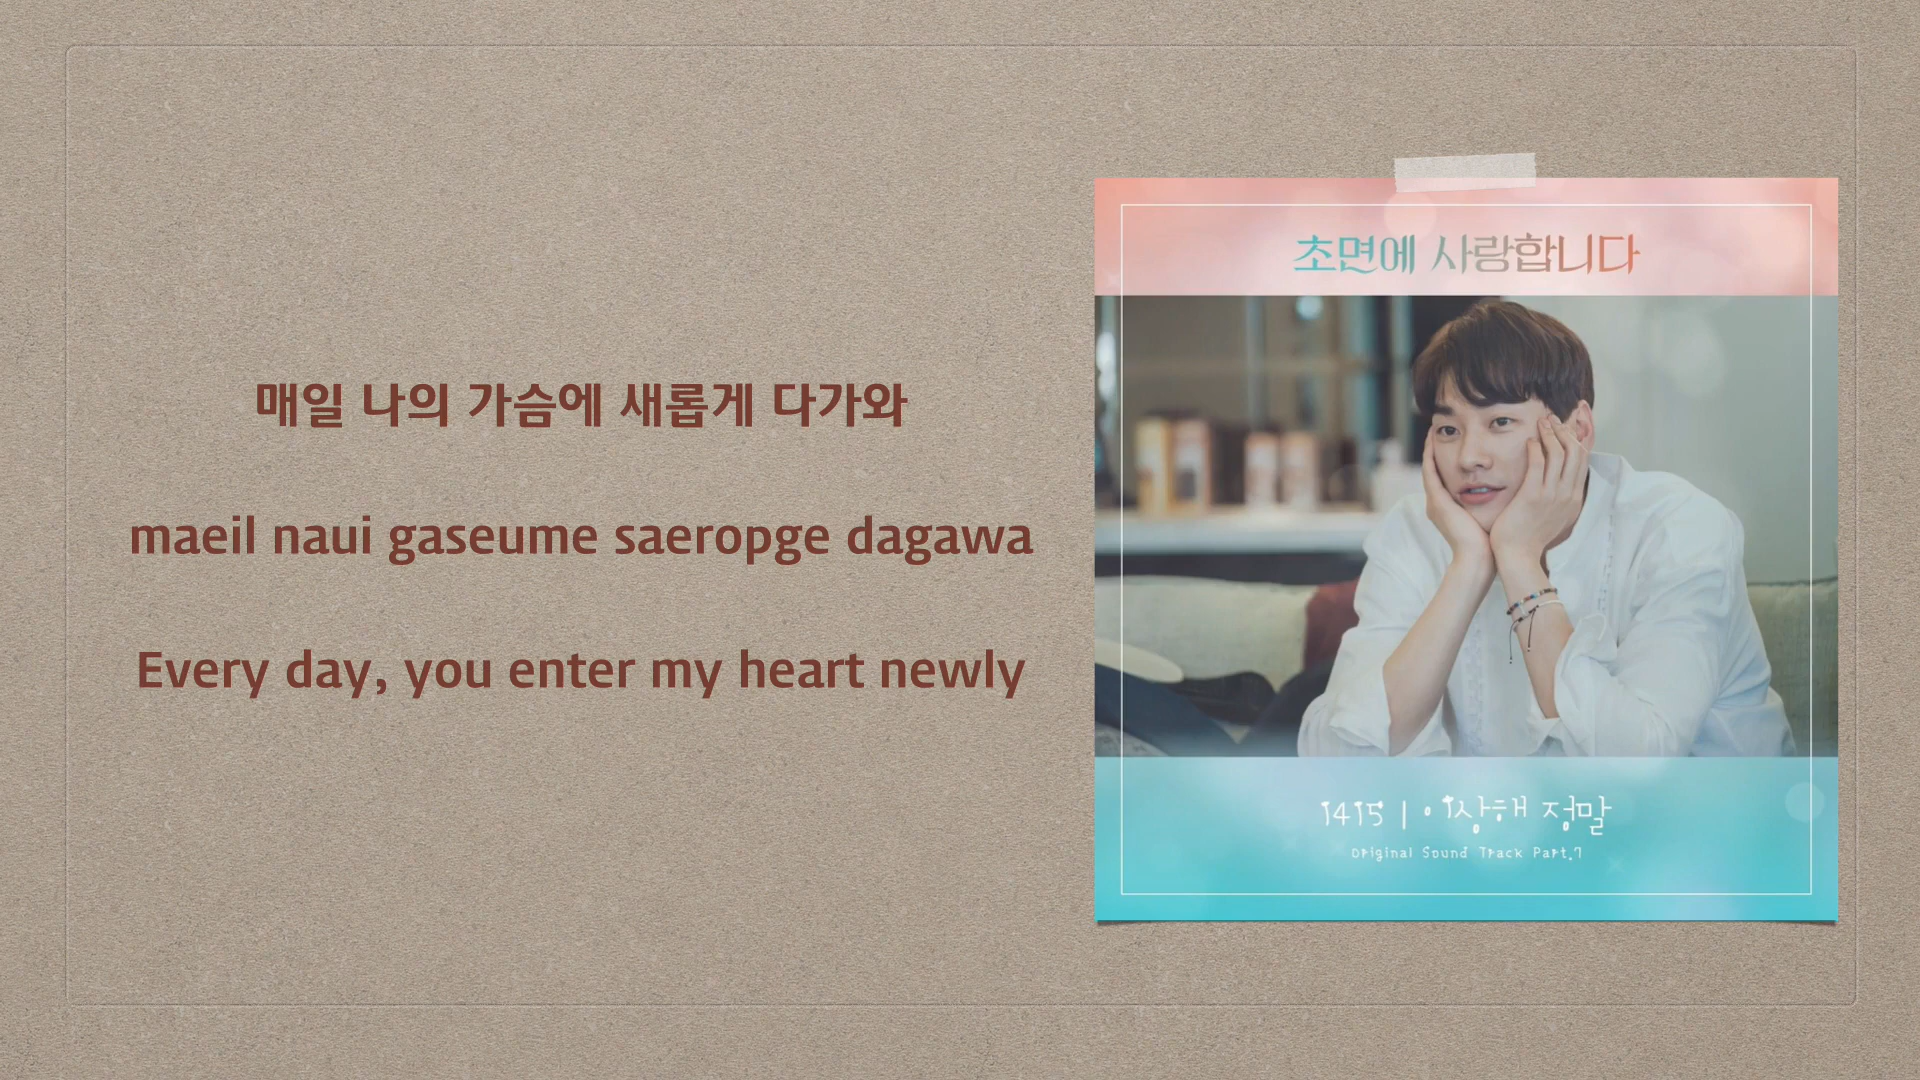 매일 나의 가슴에 새롭게 다가와
maeil naui gaseume saeropge dagawa
Every day, you enter my heart newly
초면에 사랑합니다
1415 | 이상해 정말
Original Sound Track Part.7